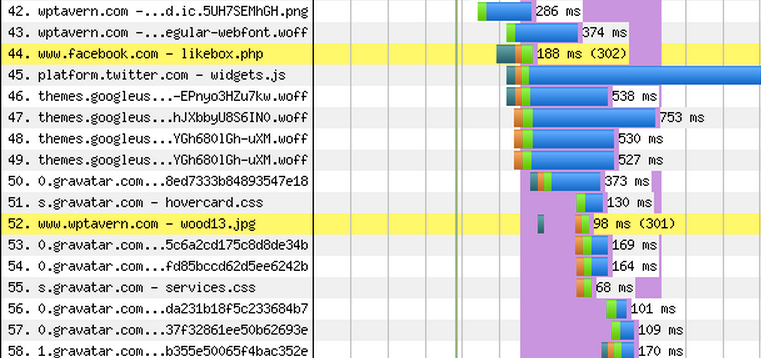 42. wptavern.com -...d.ic.5UH7SEMhGH.png 286 ms
43. wptavern.com -...egular-webfont.woff 374 ms
44. www.facebook.com - likebox.php 188 ms (302)
45. platform.twitter.com - widgets.js
46. themes.googleus...-EPnyo3HZu7kw.woff 538 ms
47. themes.googleus...hJXbbyU8S6IN0.woff 753 ms
48. themes.googleus...YGh680lGh-uXM.woff 530 ms
49. themes.googleus...YGh680lGh-uXM.woff 527 ms
50. 0.gravatar.com...8ed7333b84893547e18 373 ms
51. s.gravatar.com - hovercard.css 130 ms
52. www.wptavern.com - wood13.jpg 98 ms (301)
53. 0.gravatar.com...5c6a2cd175c8d8de34b 169 ms
54. 0.gravatar.com...fd85bccd62d5ee6242b 164 ms
55. s.gravatar.com - services.css 68 ms
56. 0.gravatar.com...da231b18f5c233684b7 101 ms
57. 0.gravatar.com...37f32861ee50b62693e 109 ms
58. 1.gravatar.com...b355e50065f4bac352e 170 ms